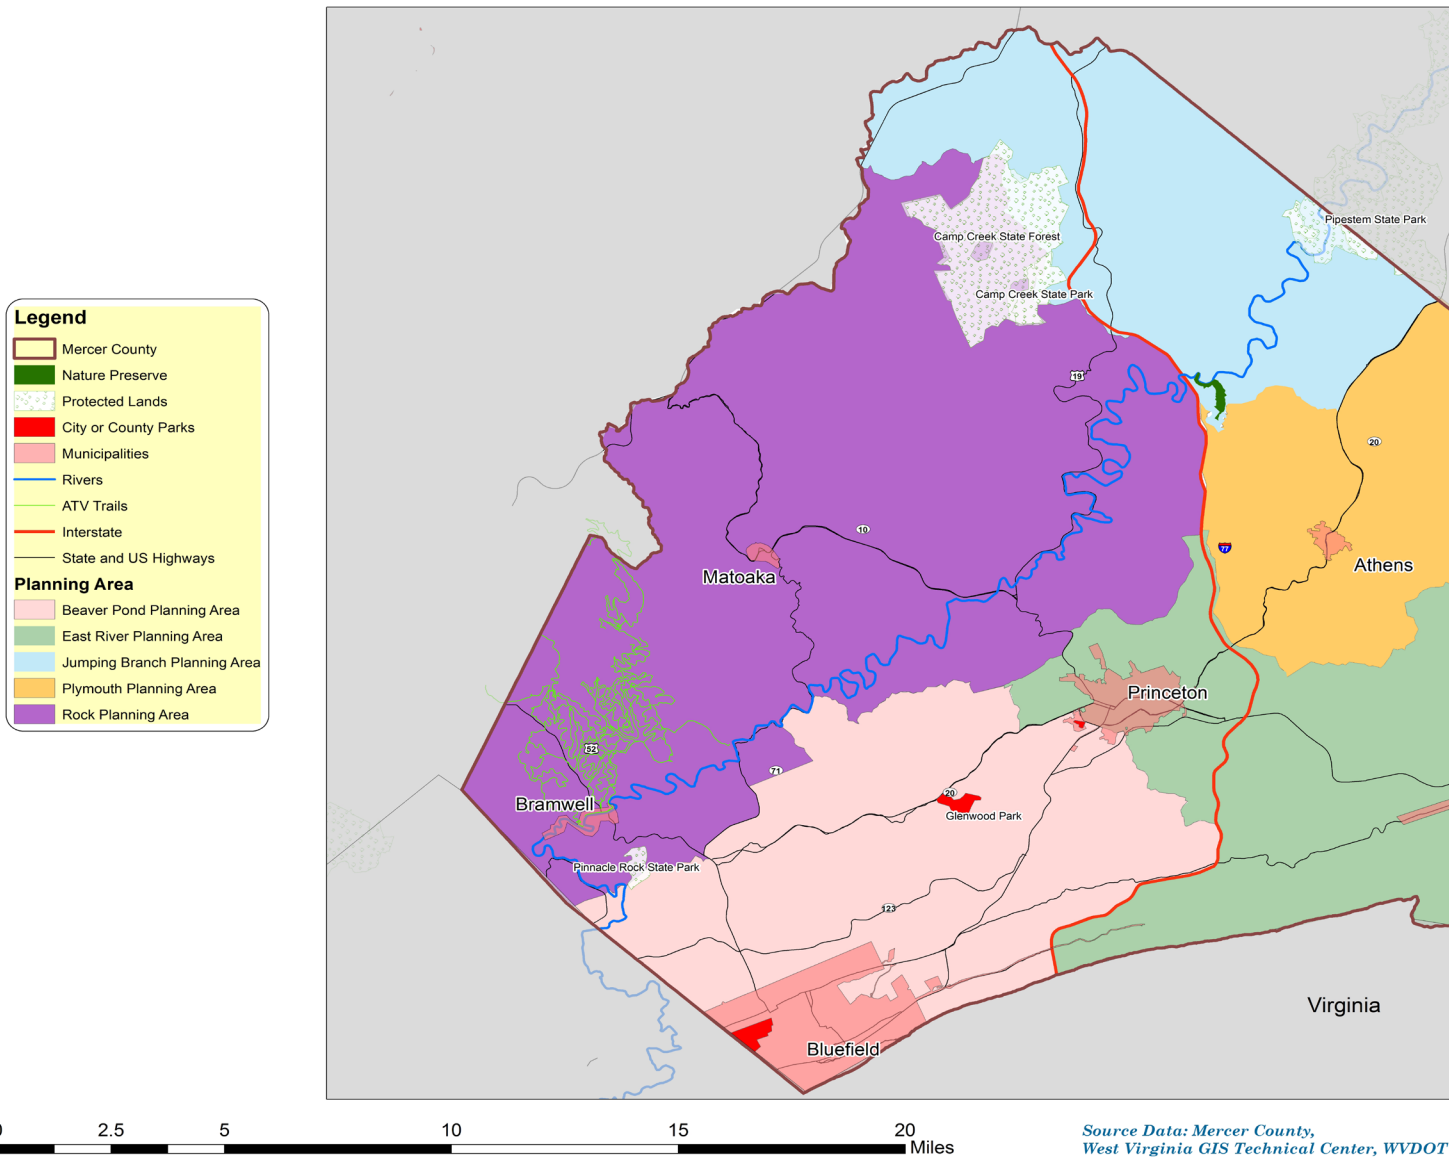 Camp Creek State Forest
Pipestem State Park
Camp Creek State Park
Legend
Mercer County
Nature Preserve
Protected Lands
City or County Parks
Municipalities
Rivers
ATV Trails
Interstate
State and US Highways
Planning Area
Beaver Pond Planning Area
East River Planning Area
Jumping Branch Planning Area
Plymouth Planning Area
Rock Planning Area
19
20
10
77
Matoaka
Athens
Princeton
52
71
Bramwell
20
Glenwood Park
Pinnacle Rock State Park
123
Virginia
Bluefield
0 2.5 5 10 15 20
Miles
Source Data: Mercer County,
West Virginia GIS Technical Center, WVDOT